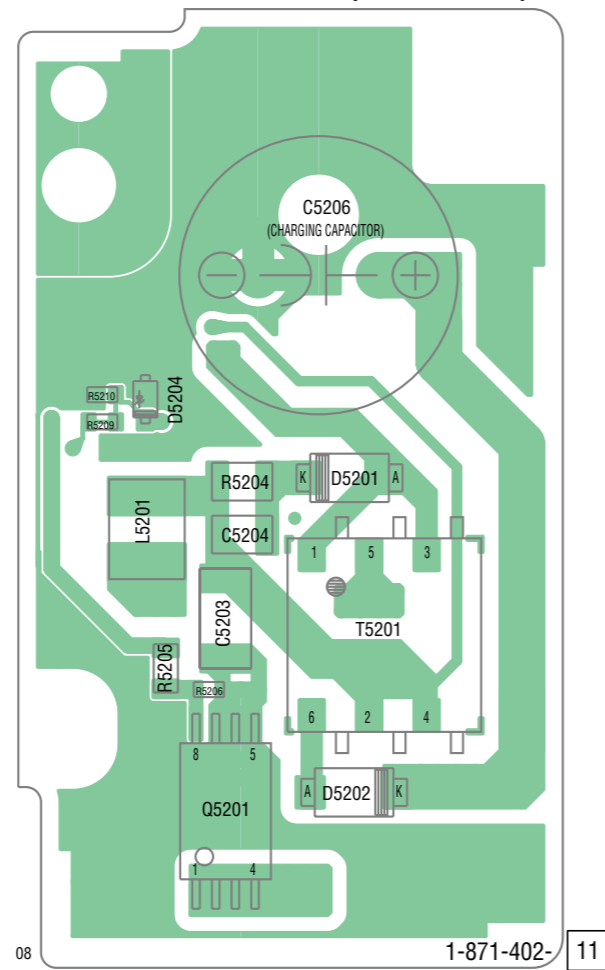 C5206
(CHARGING CAPACITOR)
R5210
D5204
R5209
R5204
K D5201 A
L5201
C5204
1 5 3
C5203
T5201
R5205
R5206
6 2 4
8 5
A D5202 K
Q5201
1 4
08
1-871-402- 11